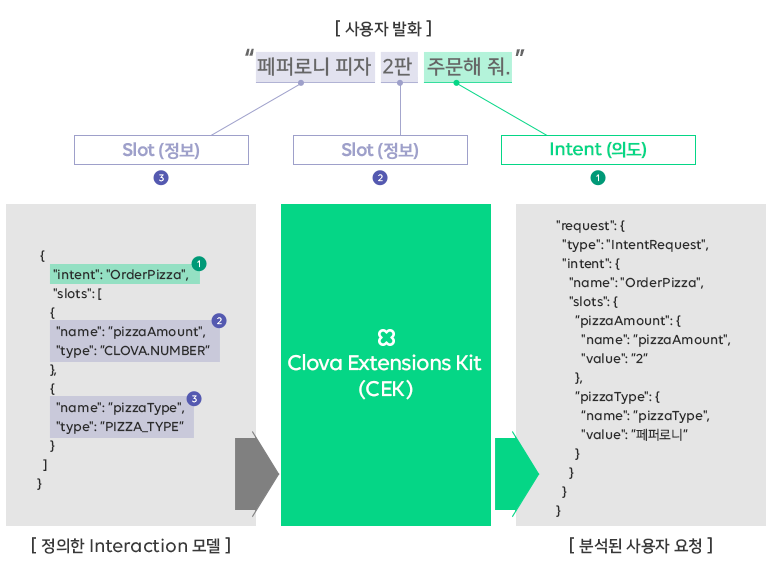 [ 사용자 발화 ]
“페퍼로니 피자 2판 주문해 줘.”
Slot (정보)
Slot (정보)
Intent (의도)
3
2
1
{
"intent": "OrderPizza",
1
"slots": [
{
2
"name": "pizzaAmount",
"type": "CLOVA.NUMBER"
},
{
3
"name": "pizzaType",
"type": "PIZZA_TYPE"
}
]
}
Clova Extensions Kit
(CEK)
"request": {
"type": "IntentRequest",
"intent": {
"name": "OrderPizza",
"slots": {
"pizzaAmount": {
"name": "pizzaAmount",
"value": "2"
},
"pizzaType": {
"name": "pizzaType",
"value": "페퍼로니"
}
}
}
}
[ 정의한 Interaction 모델 ]
[ 분석된 사용자 요청 ]